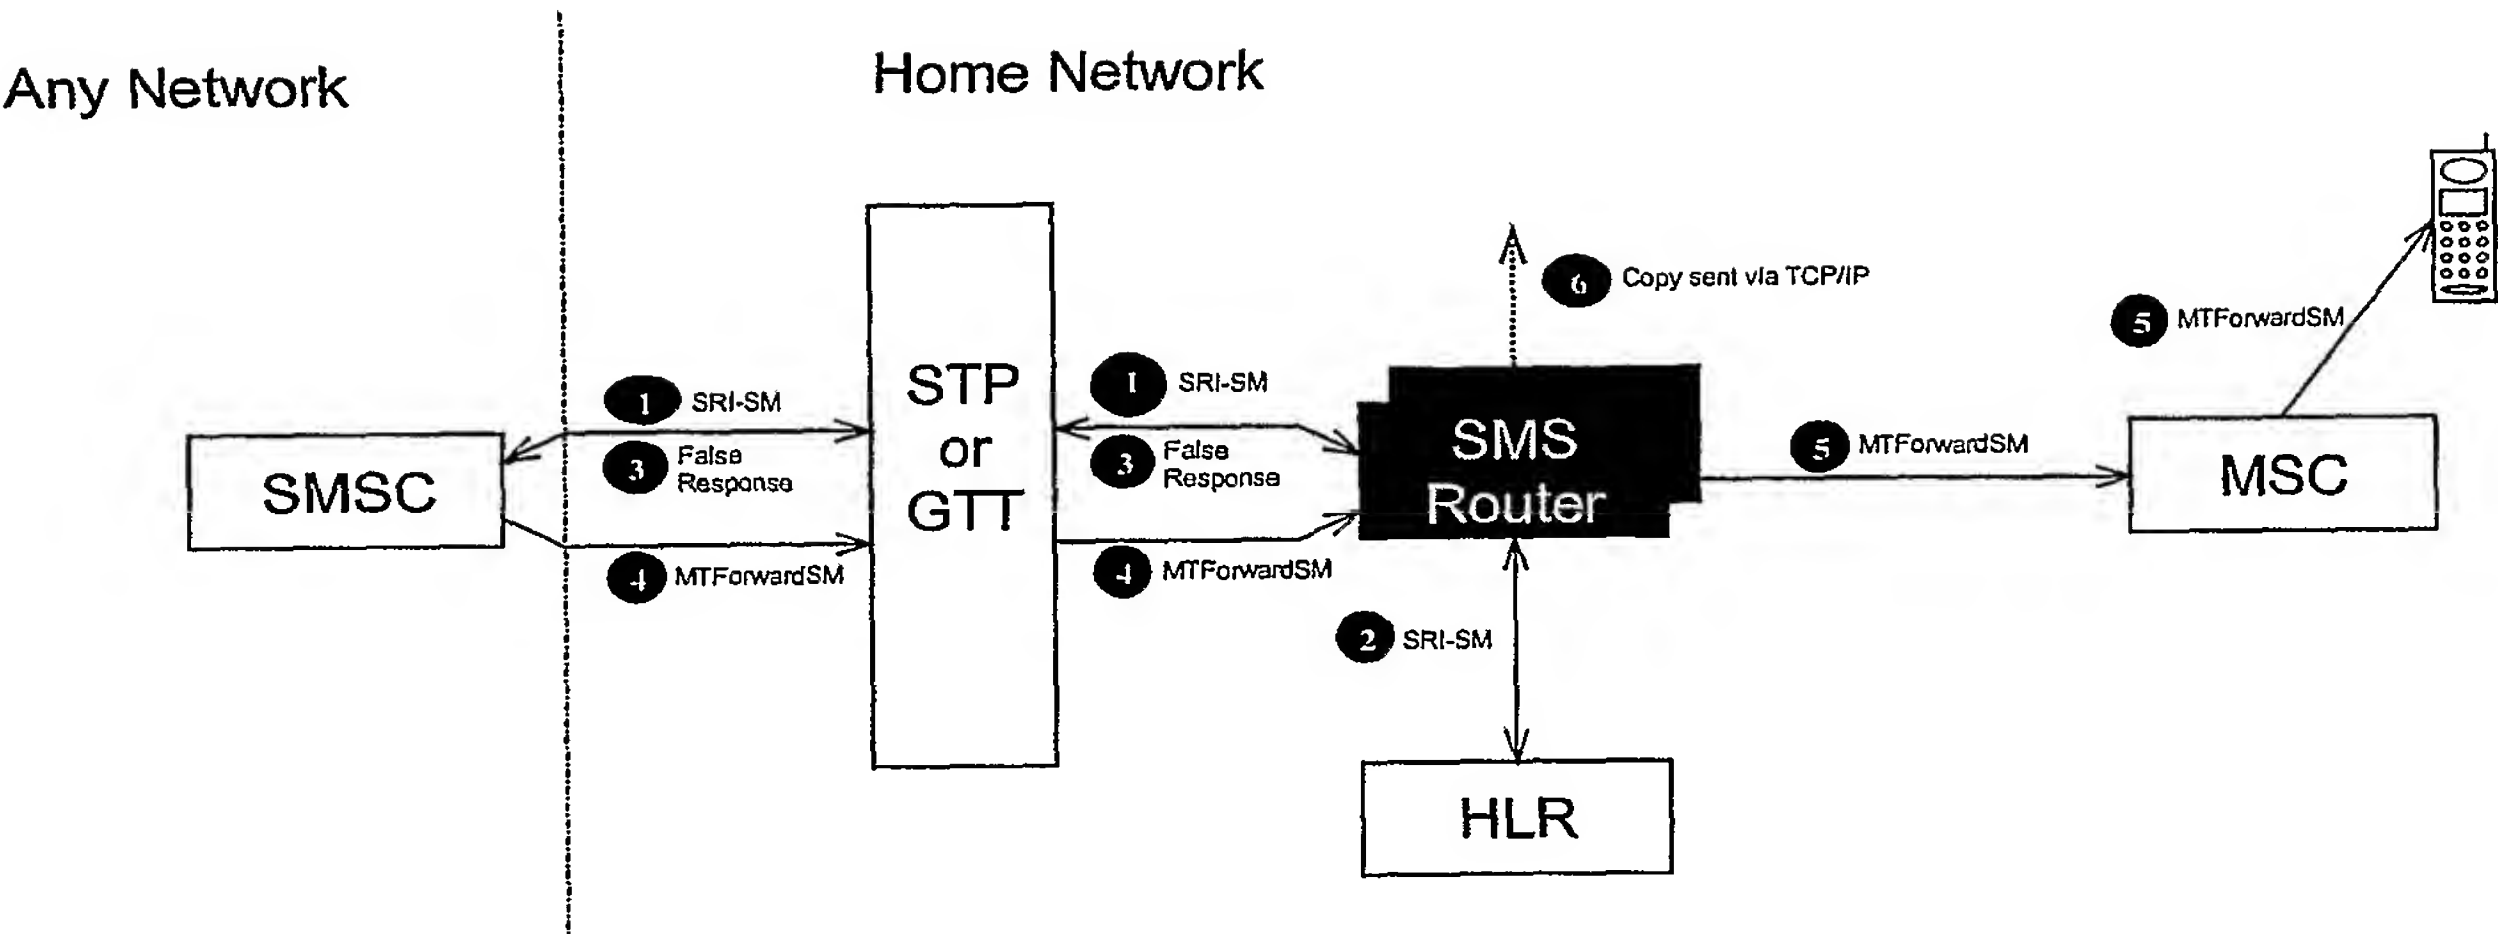 Any Network
Home Network
6 Copy sent via TCP/IP
5 MTForwardSM
1 SRI-SM
1 SRI-SM
STP
or
GTT
SMS
Router
5 MTForwardSM
3 False
Response
3 False
Response
SMSC
MSC
4 MTForwardSM
4 MTForwardSM
2 SRI-SM
HLR